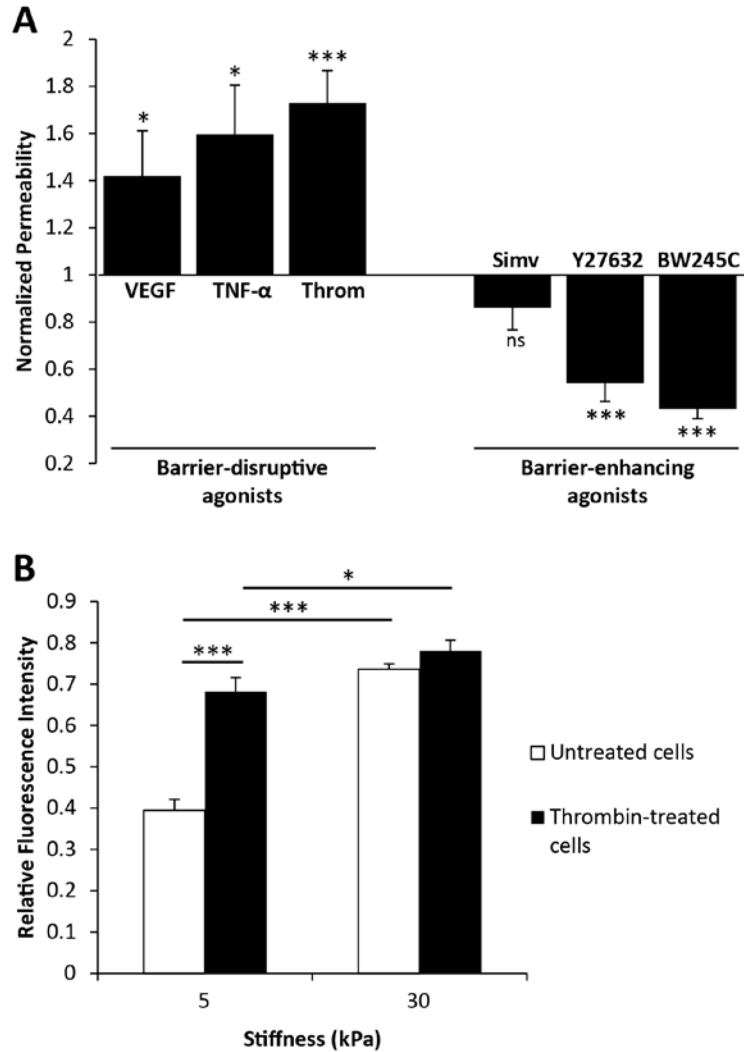 A
Normalized Permeability
2
1.8
1.6
1.4
1.2
1
0.8
0.6
0.4
0.2
*
*
***
VEGF TNF-α Throm
Simv Y27632 BW245C
ns
***
***
Barrier-disruptive
agonists
Barrier-enhancing
agonists
B
Relative Fluorescence Intensity
0.9
0.8
0.7
0.6
0.5
0.4
0.3
0.2
0.1
0
*
***
***
5 30
Stiffness (kPa)
Untreated cells
Thrombin-treated
cells